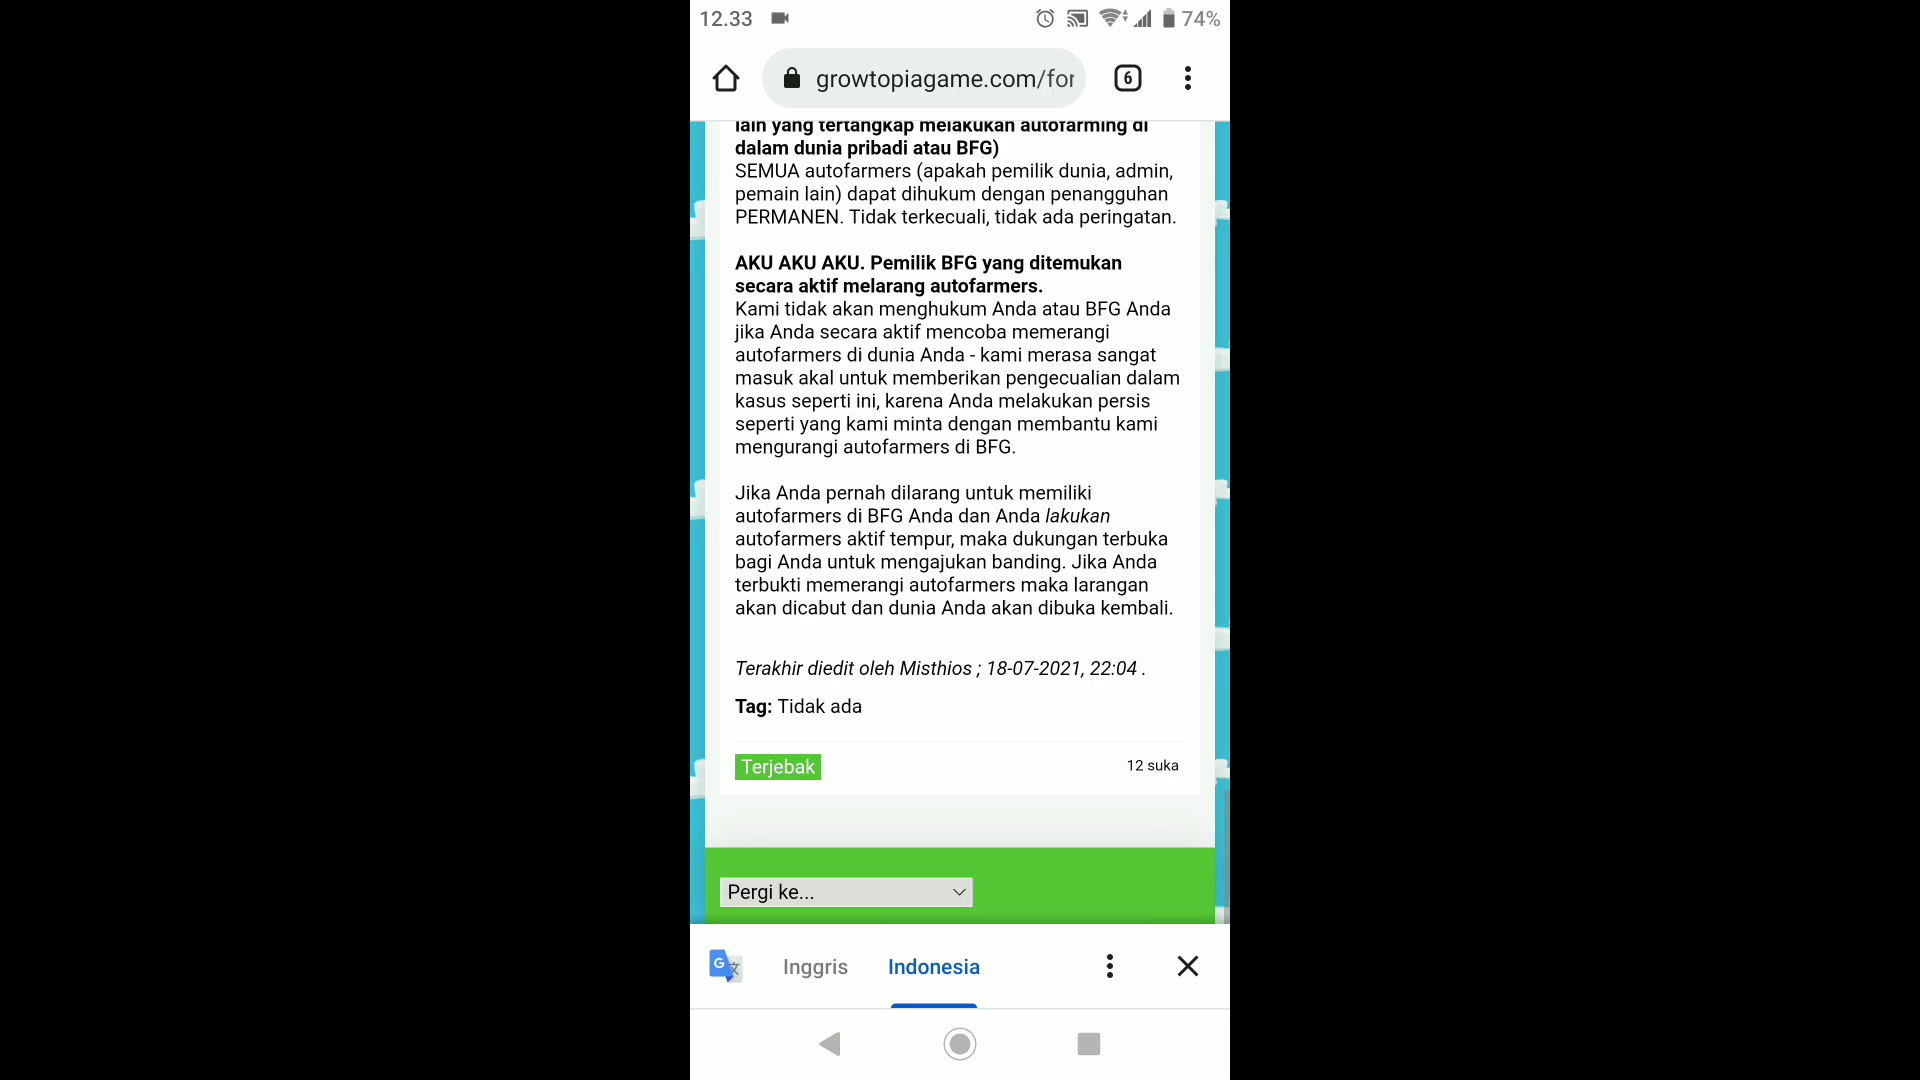 12.33
74%
growtopiagame.com/for
6
lain yang tertangkap melakukan autofarming di
dalam dunia pribadi atau BFG)
SEMUA autofarmers (apakah pemilik dunia, admin,
pemain lain) dapat dihukum dengan penangguhan
PERMANEN. Tidak terkecuali, tidak ada peringatan.
AKU AKU AKU. Pemilik BFG yang ditemukan
secara aktif melarang autofarmers.
Kami tidak akan menghukum Anda atau BFG Anda
jika Anda secara aktif mencoba memerangi
autofarmers di dunia Anda - kami merasa sangat
masuk akal untuk memberikan pengecualian dalam
kasus seperti ini, karena Anda melakukan persis
seperti yang kami minta dengan membantu kami
mengurangi autofarmers di BFG.
Jika Anda pernah dilarang untuk memiliki
autofarmers di BFG Anda dan Anda lakukan
autofarmers aktif tempur, maka dukungan terbuka
bagi Anda untuk mengajukan banding. Jika Anda
terbukti memerangi autofarmers maka larangan
akan dicabut dan dunia Anda akan dibuka kembali.
Terakhir diedit oleh Misthios ; 18-07-2021, 22:04 .
Tag: Tidak ada
Terjebak
12 suka
Pergi ke...
G 文
Inggris
Indonesia